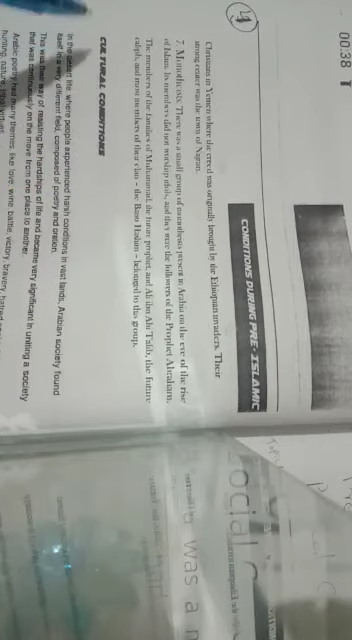 00:38
4
CONDITIONS DURING PRE-ISLAMIC
Christians in Yemen where the creed was originally brought by the Ethiopian invaders. Their
strong center was the town of Najran.
7. Monotheists. There was a small group of monotheists present in Arabia on the eve of the rise
of Islam. Its members did not worship idols, and they were the followers of the Prophet Abraham.
The members of the families of Muhammad, the future prophet, and Ali ibn Abi Talib, the future
caliph, and most members of their clan – the Banu Hashim – belonged to this group.
CULTURAL CONDITIONS
In the desert life where people experienced harsh conditions in vast lands, Arabian society found
itself in a very different field, composed of poetry and oration.
This was their way of resisting the hardships of life and became very significant in uniting a society
that was continuously on the move from one place to another.
Arabic poetry had many themes, like love, wine, battle, victory, bravery, hatred
hunting, nature,
ocial C
was a